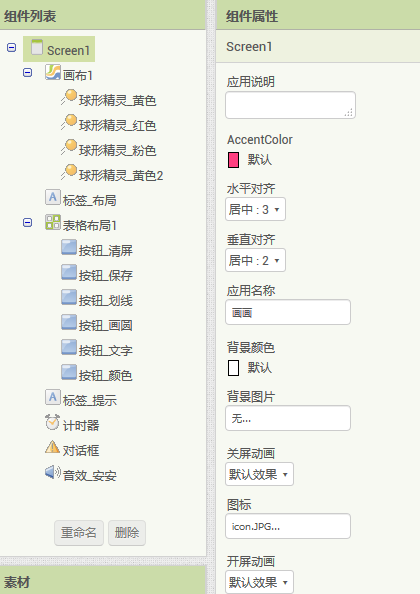 组件列表
Screen1
画布1
球形精灵_黄色
球形精灵_红色
球形精灵_粉色
球形精灵_黄色2
标签_布局
表格布局1
按钮_清屏
按钮_保存
按钮_划线
按钮_画圆
按钮_文字
按钮_颜色
标签_提示
计时器
对话框
音效_安安
重命名 删除
素材
组件属性
Screen1
应用说明
AccentColor
默认
水平对齐
居中 : 3
垂直对齐
居中 : 2
应用名称
画画
背景颜色
默认
背景图片
无...
关屏动画
默认效果
图标
icon.JPG...
开屏动画
默认效果